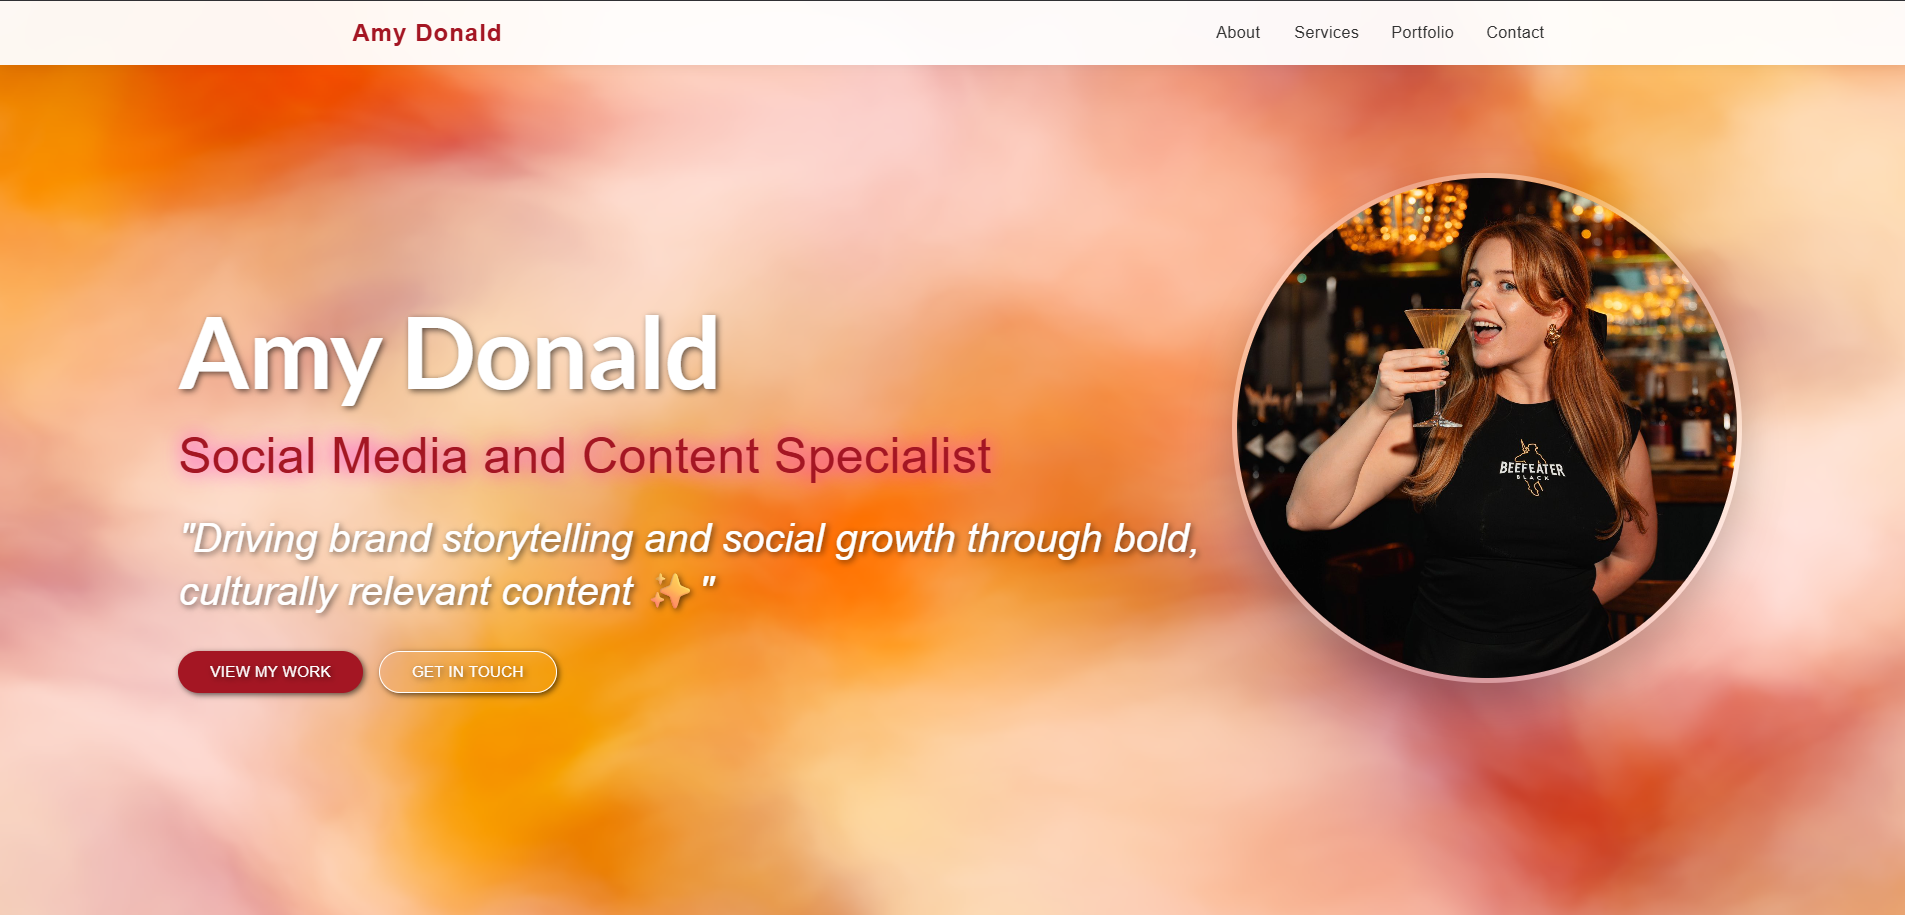 Amy Donald
About Services Portfolio Contact
Amy Donald
Social Media and Content Specialist
"Driving brand storytelling and social growth through bold,
culturally relevant content ✨ "
VIEW MY WORK GET IN TOUCH
BEEFEATER
BLACK